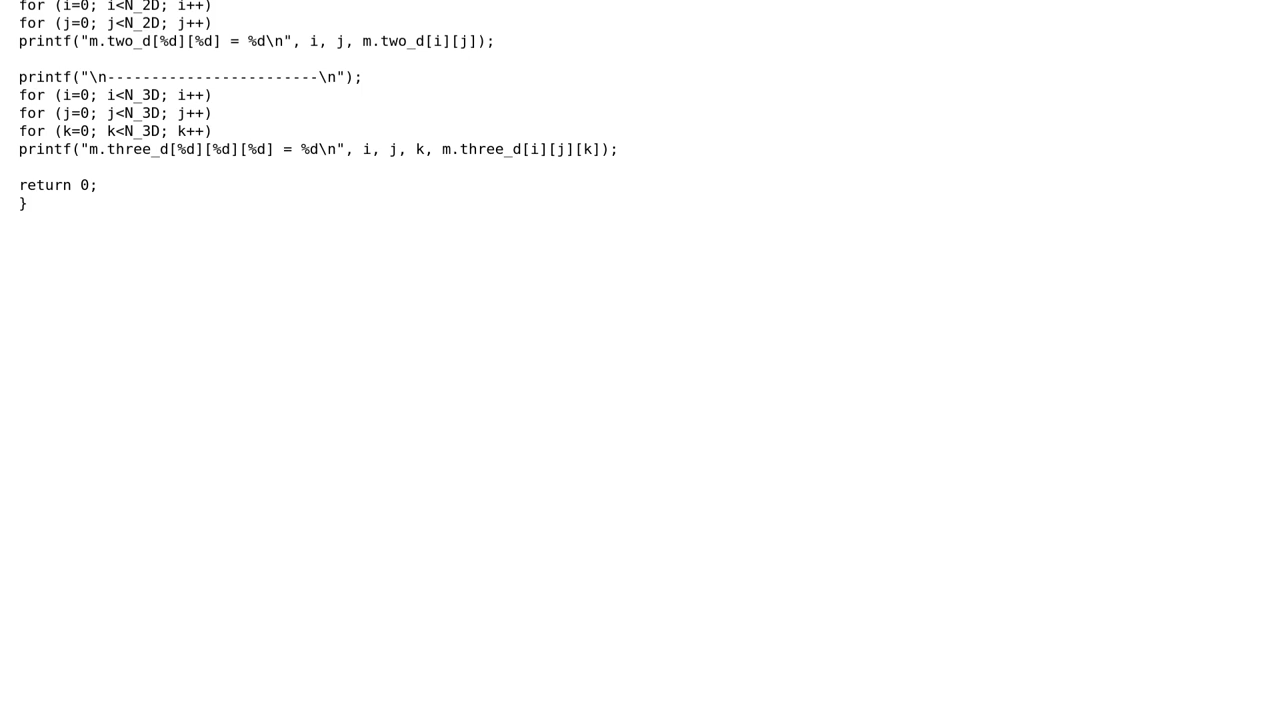 for (i=0; i<N_2D; i++)
for (j=0; j<N_2D; j++)
printf("m.two_d[%d][%d] = %d\n", i, j, m.two_d[i][j]);
printf("\n------------------------\n");
for (i=0; i<N_3D; i++)
for (j=0; j<N_3D; j++)
for (k=0; k<N_3D; k++)
printf("m.three_d[%d][%d][%d] = %d\n", i, j, k, m.three_d[i][j][k]);
return 0;
}